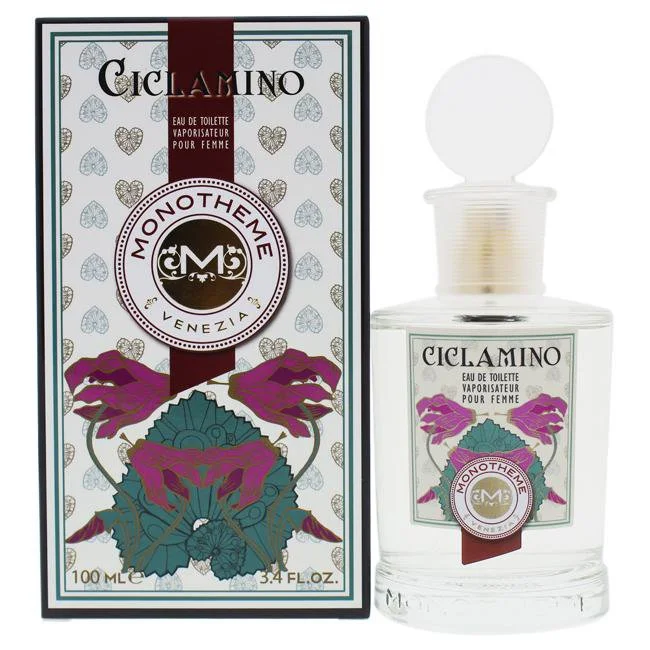 CICLAMINO
EAU DE TOILETTE
VAPORISATEUR
POUR FEMME
MONOTHEME
M
VENEZIA
100 ML℮
3.4 FL.OZ.
CICLAMINO
EAU DE TOILETTE
VAPORISATEUR
POUR FEMME
MONOTHEME
M
VENEZIA